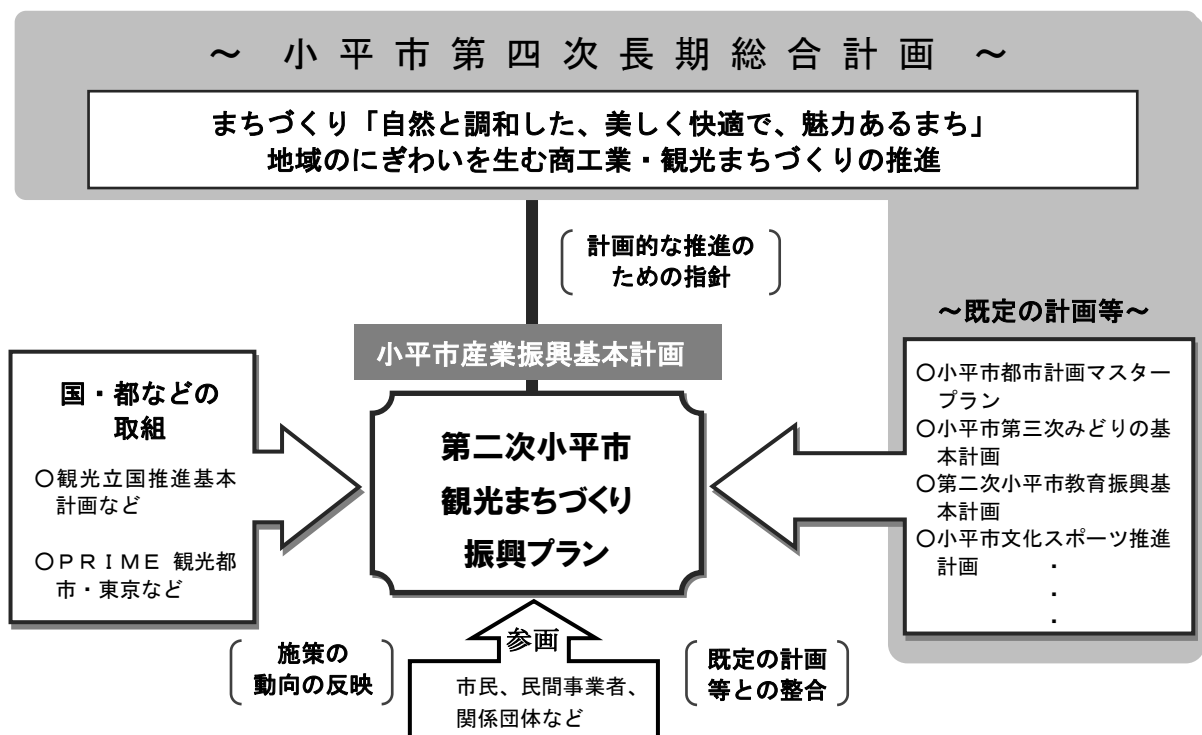 ～ 小平市第四次長期総合計画 ～
まちづくり「自然と調和した、美しく快適で、魅力あるまち」
地域のにぎわいを生む商工業・観光まちづくりの推進
計画的な推進の
ための指針
小平市産業振興基本計画
第二次小平市
観光まちづくり
振興プラン
国・都などの
取組
○観光立国推進基本
計画など
○ＰＲＩＭＥ 観光都
市・東京など
～既定の計画等～
○小平市都市計画マスター
プラン
○小平市第三次みどりの基
本計画
○第二次小平市教育振興基
本計画
○小平市文化スポーツ推進
計画
・
・
・
施策の
動向の反映
参画
市民、民間事業者、
関係団体など
既定の計画
等との整合